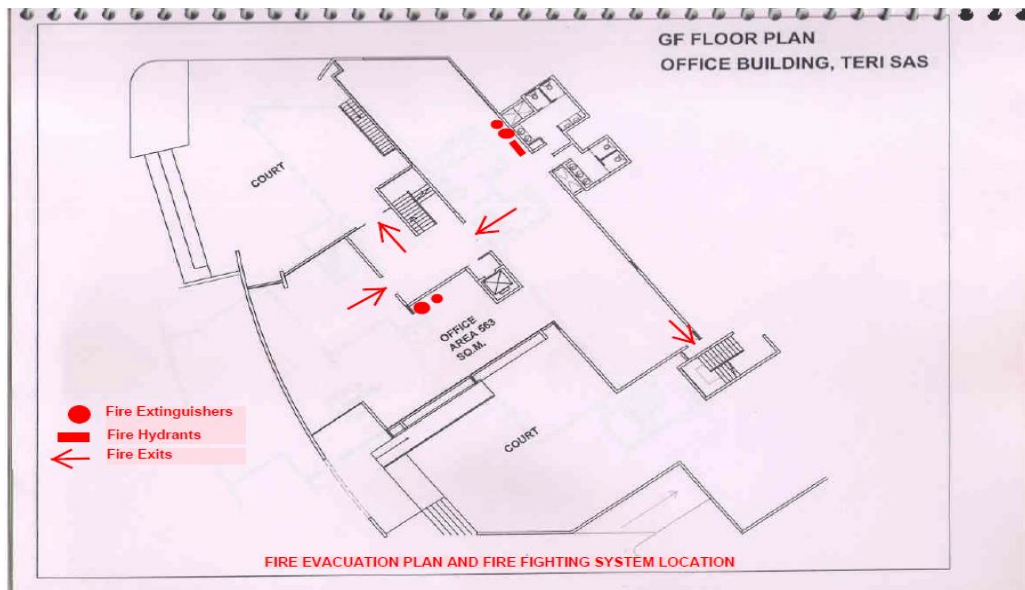 GF FLOOR PLAN
OFFICE BUILDING, TERI SAS
COURT
OFFICE
AREA 563
SQ.M.
COURT
Fire Extinguishers
Fire Hydrants
Fire Exits
FIRE EVACUATION PLAN AND FIRE FIGHTING SYSTEM LOCATION